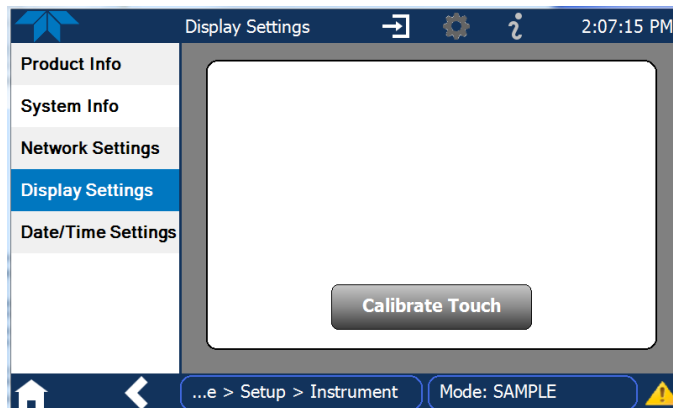 Display Settings 2:07:15 PM
Product Info
System Info
Network Settings
Display Settings
Date/Time Settings
Calibrate Touch
...e > Setup > Instrument Mode: SAMPLE